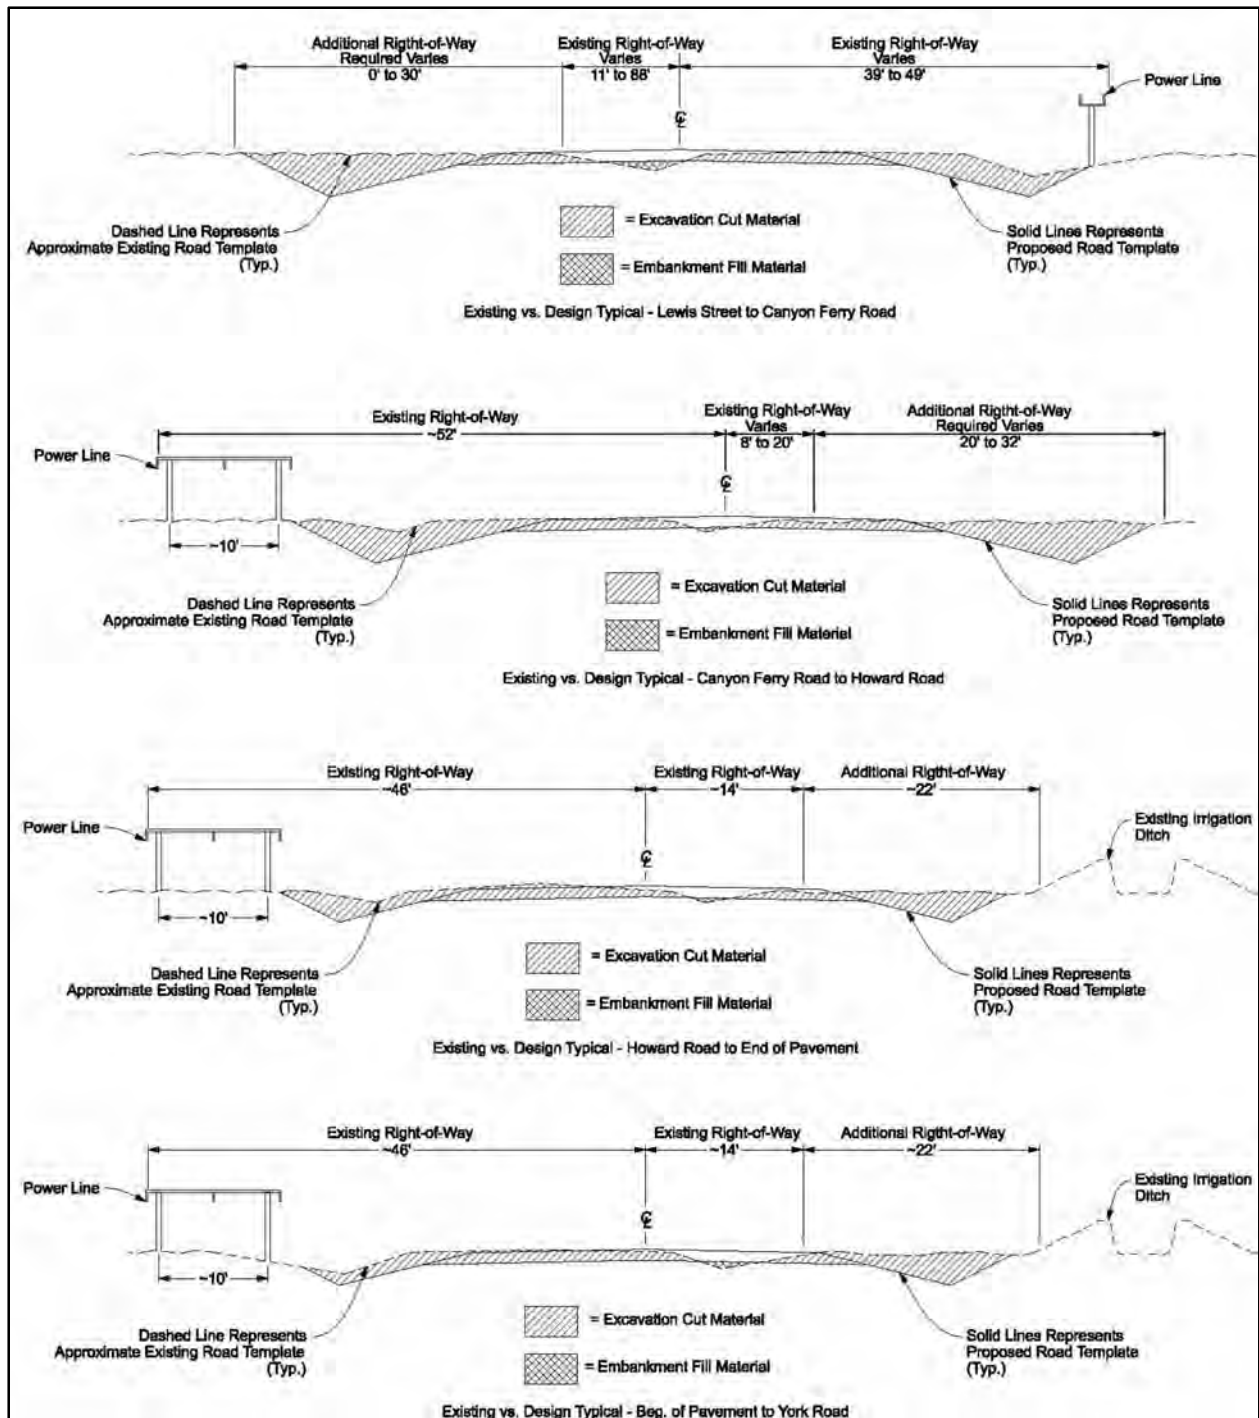 Additional Rigtht-of-Way
Required Varies
0' to 30'
Existing Right-of-Way
Varies
11' to 88'
Existing Right-of-Way
Varies
39' to 49'
Power Line
℄
Dashed Line Represents
Approximate Existing Road Template
(Typ.)
= Excavation Cut Material
= Embankment Fill Material
Solid Lines Represents
Proposed Road Template
(Typ.)
Existing vs. Design Typical - Lewis Street to Canyon Ferry Road
Existing Right-of-Way
~52'
Existing Right-of-Way
Varies
8' to 20'
Additional Rigtht-of-Way
Required Varies
20' to 32'
Power Line
℄
~10'
Dashed Line Represents
Approximate Existing Road Template
(Typ.)
= Excavation Cut Material
= Embankment Fill Material
Solid Lines Represents
Proposed Road Template
(Typ.)
Existing vs. Design Typical - Canyon Ferry Road to Howard Road
Existing Right-of-Way
~46'
Existing Right-of-Way
~14'
Additional Rigtht-of-Way
~22'
Power Line
Existing Irrigation
Ditch
℄
~10'
Dashed Line Represents
Approximate Existing Road Template
(Typ.)
= Excavation Cut Material
= Embankment Fill Material
Solid Lines Represents
Proposed Road Template
(Typ.)
Existing vs. Design Typical - Howard Road to End of Pavement
Existing Right-of-Way
~46'
Existing Right-of-Way
~14'
Additional Rigtht-of-Way
~22'
Power Line
Existing Irrigation
Ditch
℄
~10'
Dashed Line Represents
Approximate Existing Road Template
(Typ.)
= Excavation Cut Material
= Embankment Fill Material
Solid Lines Represents
Proposed Road Template
(Typ.)
Existing vs. Design Typical - Beg. of Pavement to York Road